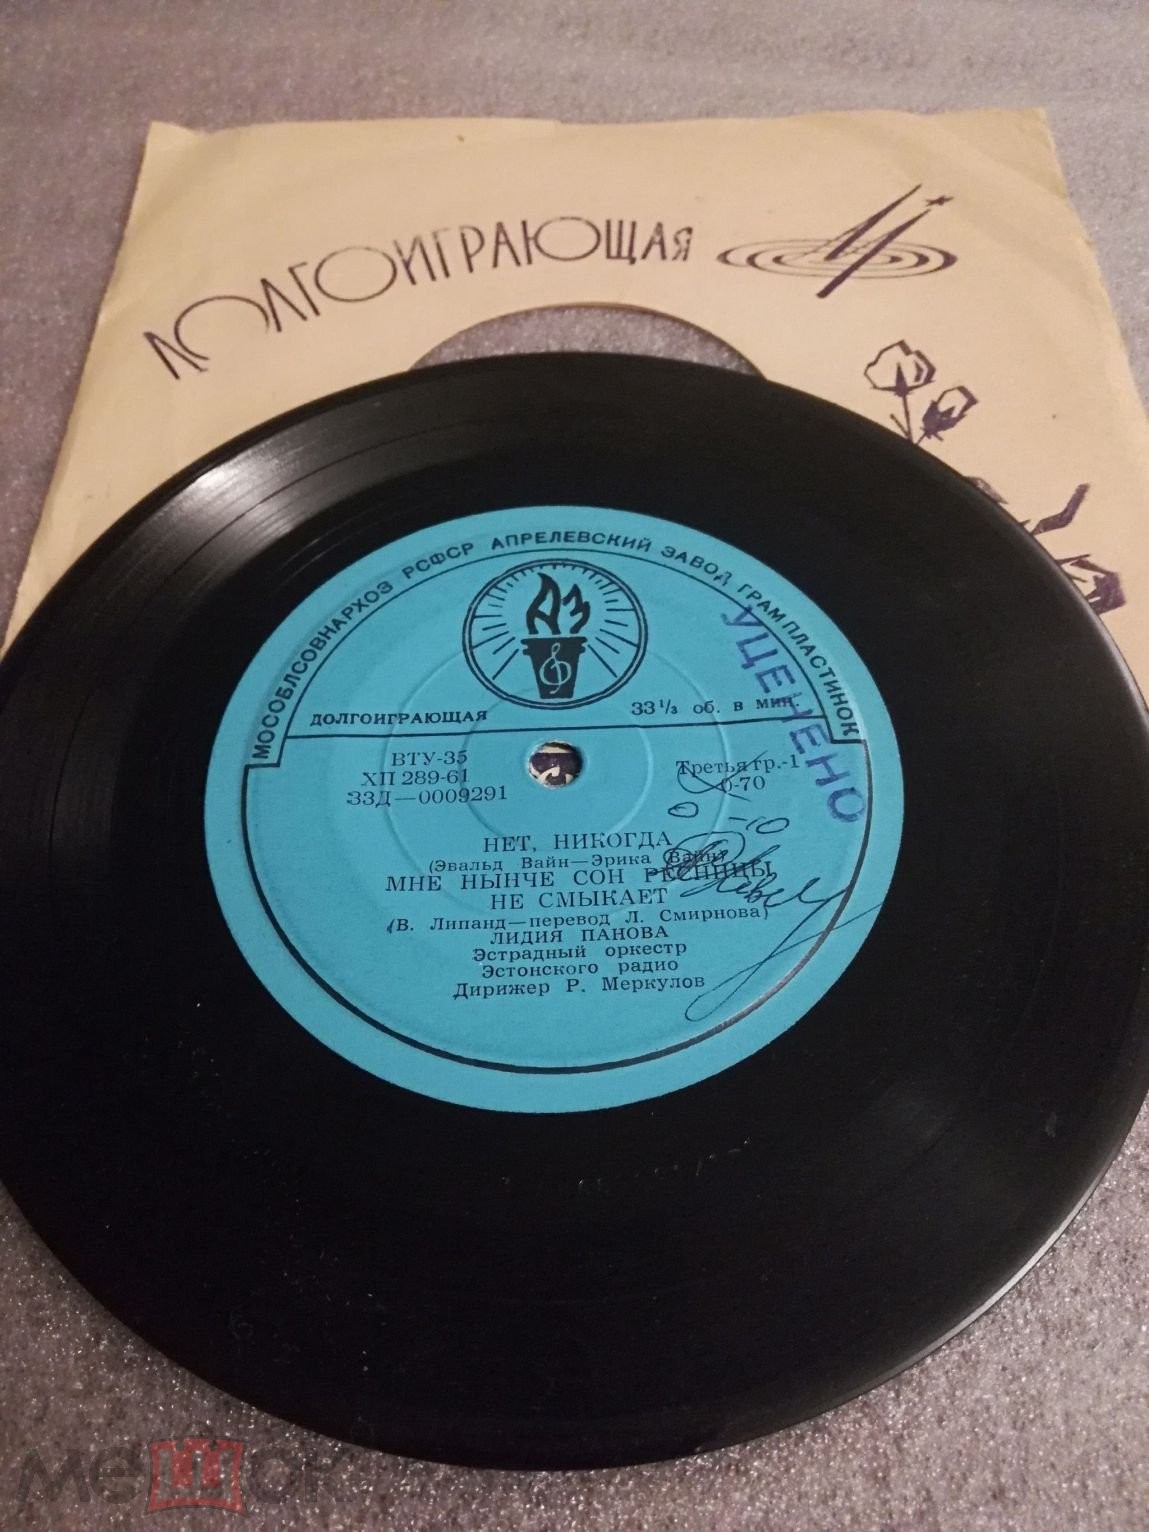 ДОЛГОИГРАЮЩАЯ
МОСОБЛСОВНАРХОЗ РСФСР АПРЕЛЕВСКИЙ ЗАВОД ГРАМПЛАСТИНОК
АЗ
УЦЕНЕНО
ДОЛГОИГРАЮЩАЯ 33⅓ об. в мин.
ВТУ-35
ХП 289-61
33Д—0009291
Третья гр.-1
0-70
0-10
НЕТ, НИКОГДА
(Эвальд Вайн—Эрика Вайн)
МНЕ НЫНЧЕ СОН РЕСНИЦЫ
НЕ СМЫКАЕТ
(В. Липанд—перевод Л. Смирнова)
ЛИДИЯ ПАНОВА
Эстрадный оркестр
Эстонского радио
Дирижер Р. Меркулов
мешок